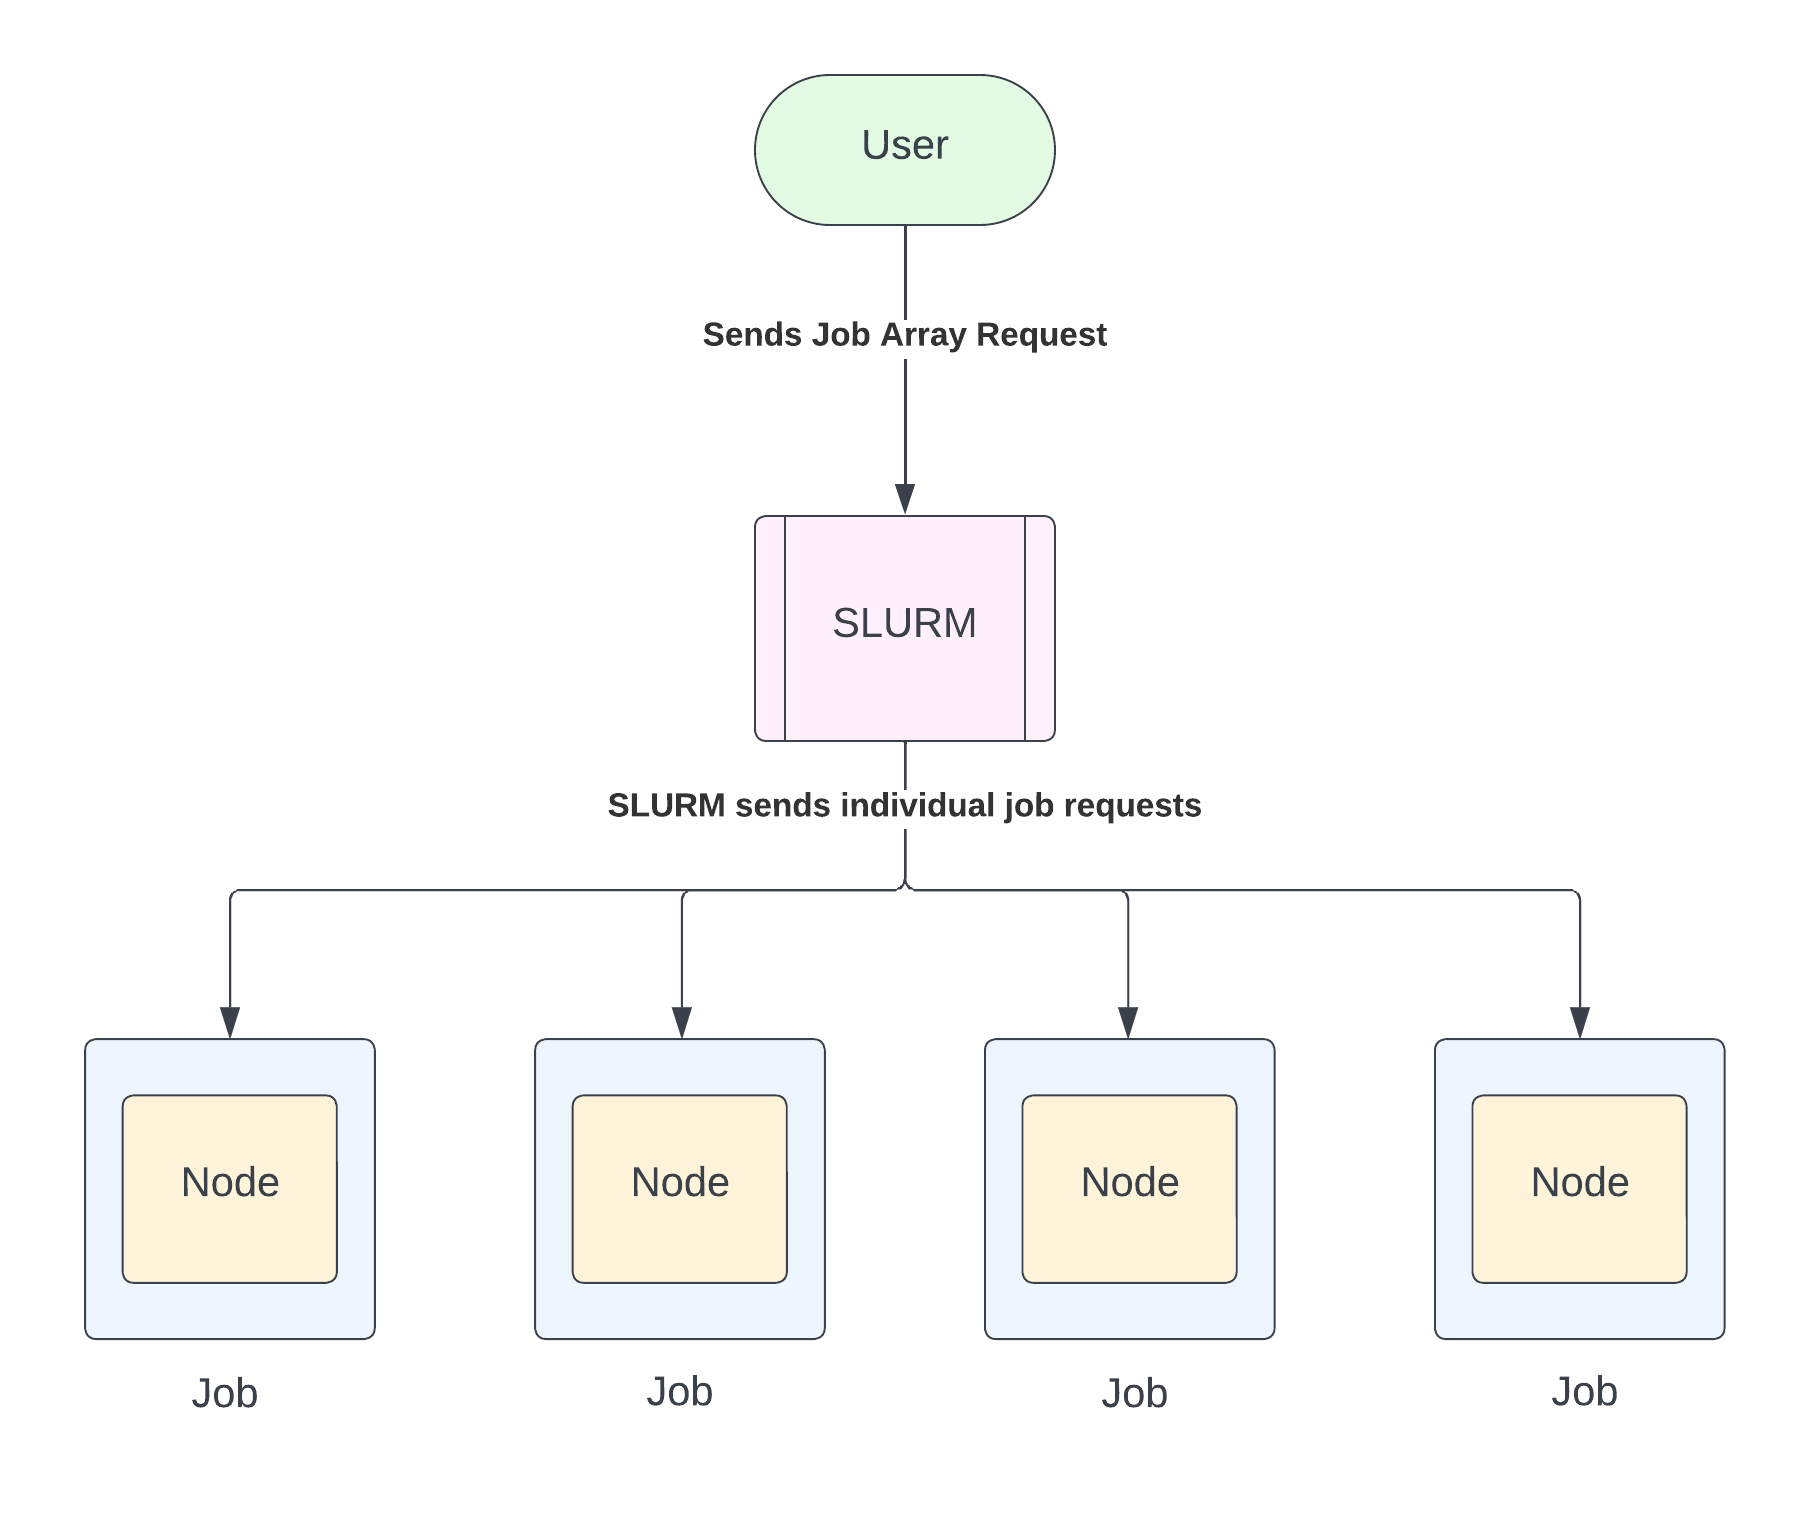 User
Sends Job Array Request
SLURM
SLURM sends individual job requests
Node
Node
Node
Node
Job
Job
Job
Job